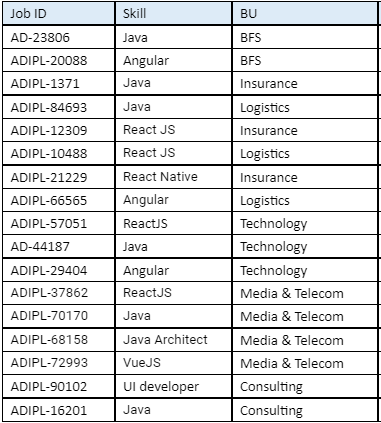 Job ID Skill BU
AD-23806 Java BFS
ADIPL-20088 Angular BFS
ADIPL-1371 Java Insurance
ADIPL-84693 Java Logistics
ADIPL-12309 React JS Insurance
ADIPL-10488 React JS Logistics
ADIPL-21229 React Native Insurance
ADIPL-66565 Angular Logistics
ADIPL-57051 ReactJS Technology
AD-44187 Java Technology
ADIPL-29404 Angular Technology
ADIPL-37862 ReactJS Media & Telecom
ADIPL-70170 Java Media & Telecom
ADIPL-68158 Java Architect Media & Telecom
ADIPL-72993 VueJS Media & Telecom
ADIPL-90102 UI developer Consulting
ADIPL-16201 Java Consulting